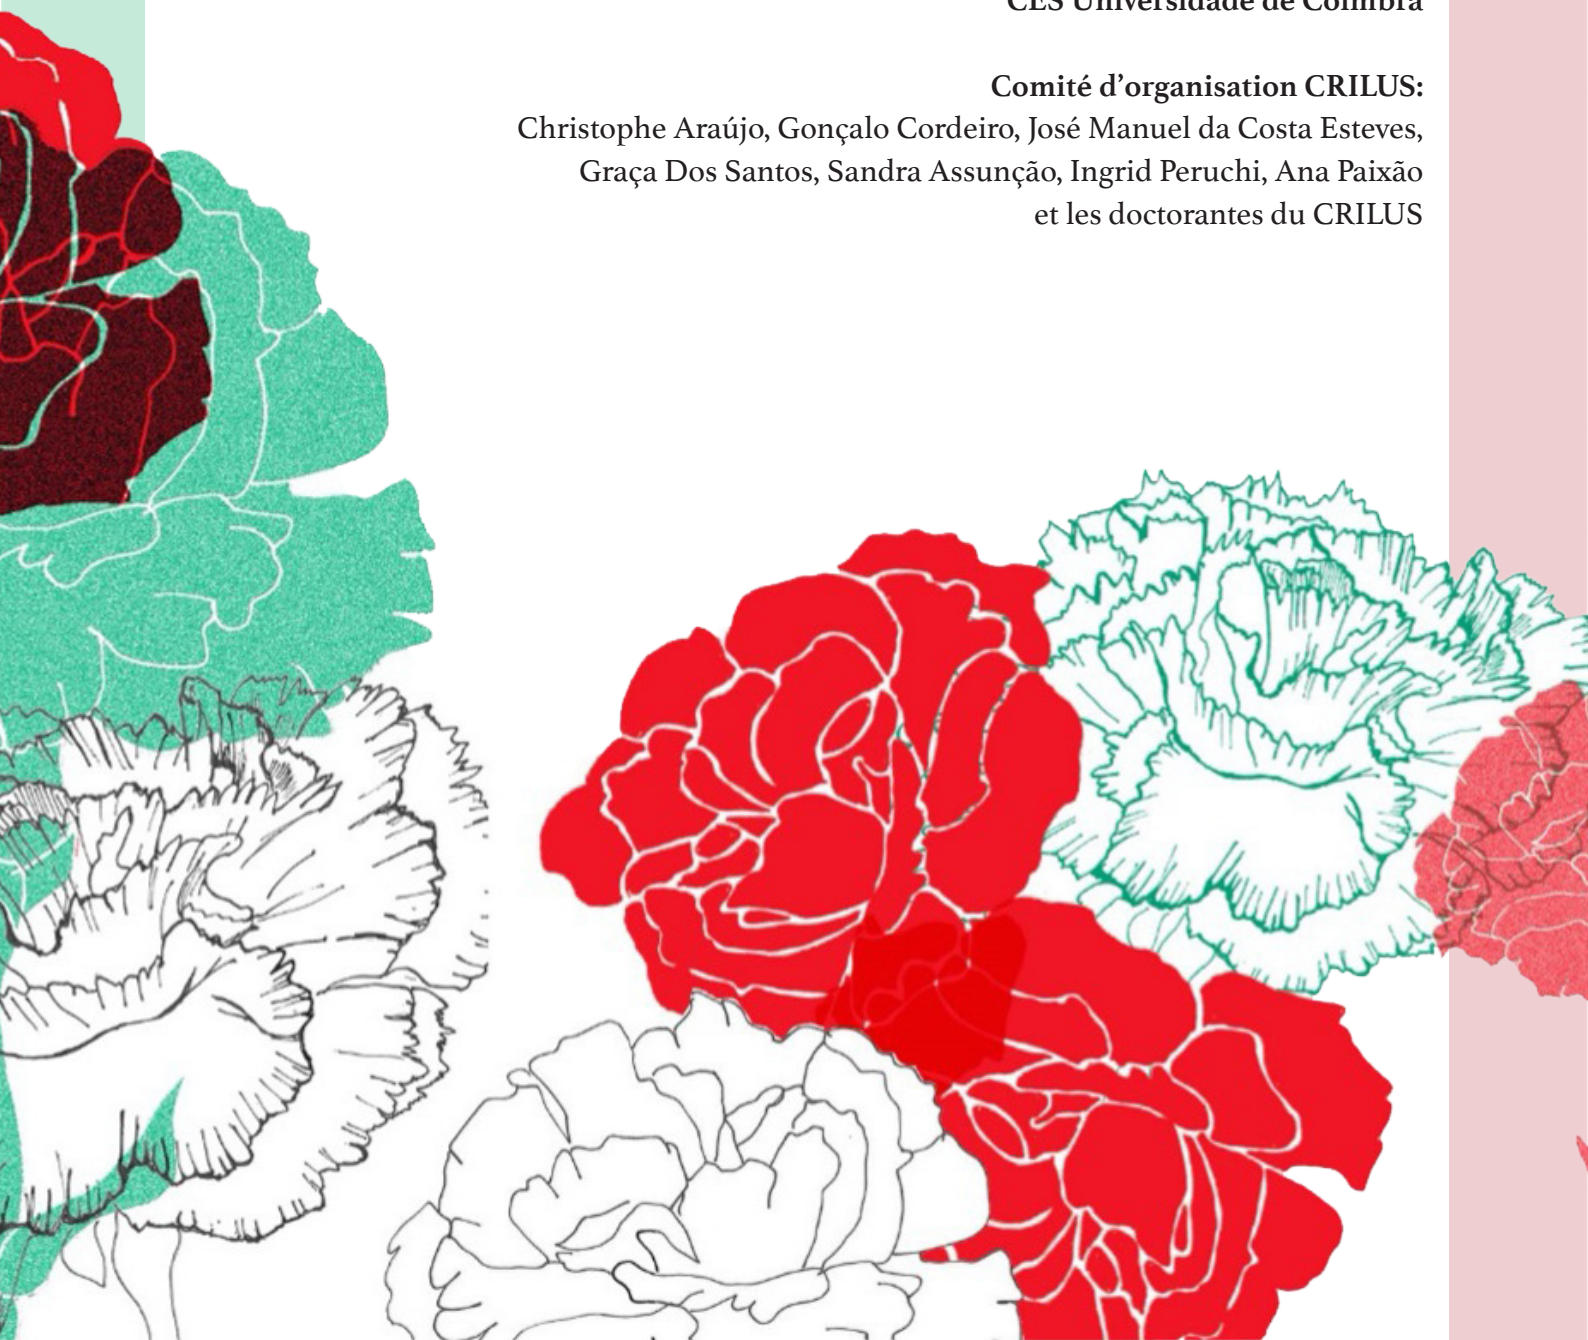 CES Universidade de Coimbra
Comité d’organisation CRILUS:
Christophe Araújo, Gonçalo Cordeiro, José Manuel da Costa Esteves,
Graça Dos Santos, Sandra Assunção, Ingrid Peruchi, Ana Paixão
et les doctorantes du CRILUS